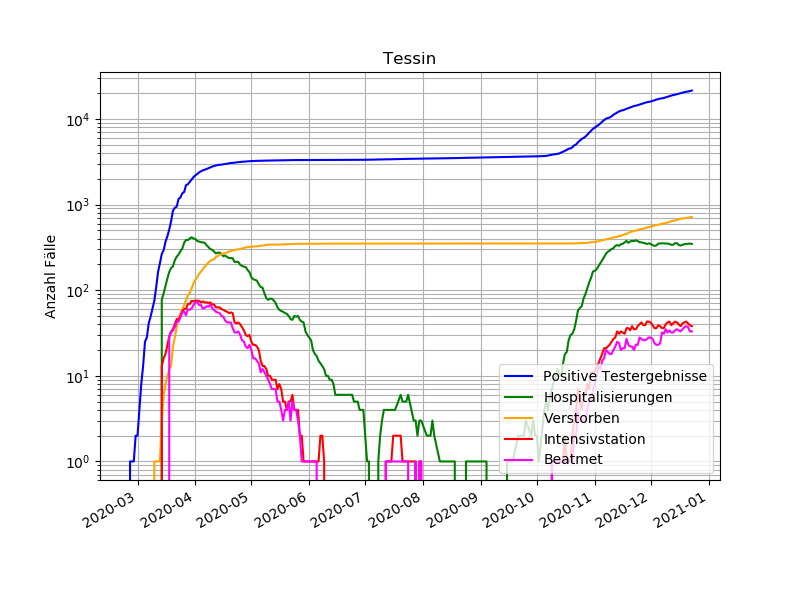 Tessin
Anzahl Fälle
10⁴
10³
10²
10¹
10⁰
Positive Testergebnisse
Hospitalisierungen
Verstorben
Intensivstation
Beatmet
2020-03
2020-04
2020-05
2020-06
2020-07
2020-08
2020-09
2020-10
2020-11
2020-12
2021-01